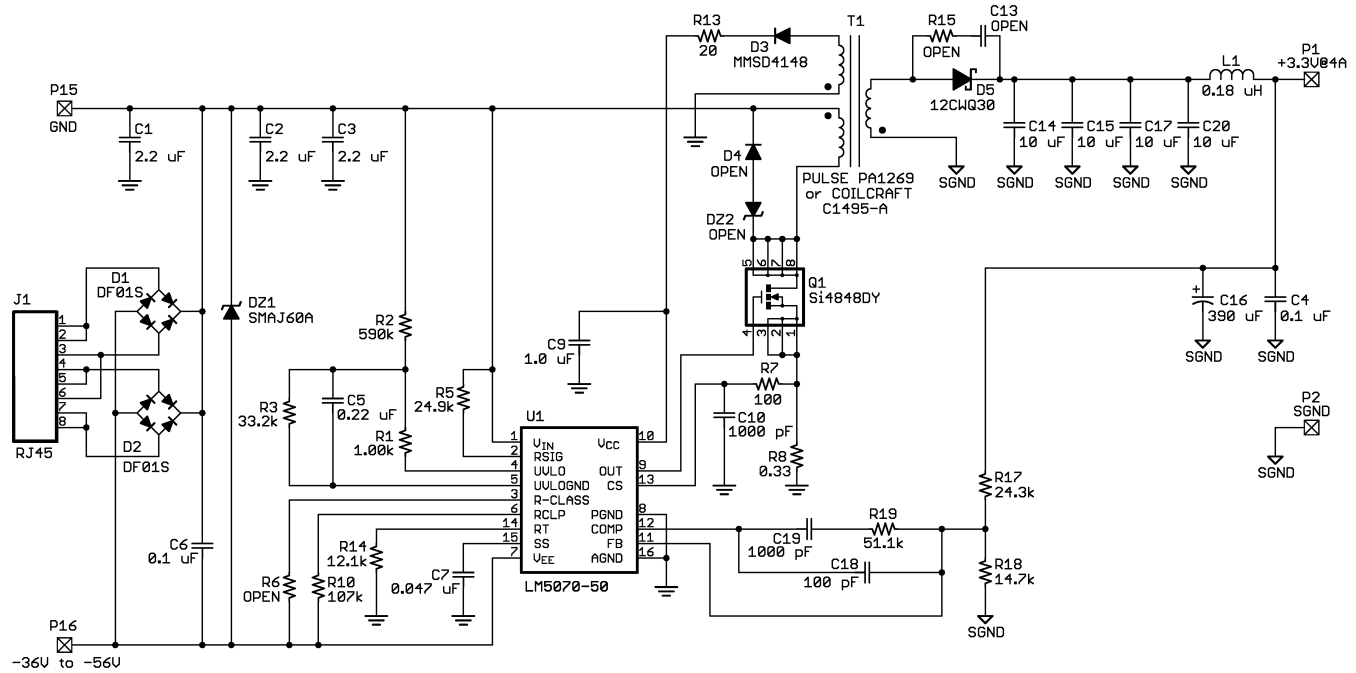 P15
GND
C1
2.2 uF
C2
2.2 uF
C3
2.2 uF
R13
20
D3
MMSD4148
T1
R15
OPEN
C13
OPEN
D5
12CWQ30
L1
0.18 uH
P1
+3.3V@4A
C14
10 uF
C15
10 uF
C17
10 uF
C20
10 uF
SGND
SGND
SGND
SGND
SGND
D4
OPEN
DZ2
OPEN
PULSE PA1269
or COILCRAFT
C1495-A
5 6 7 8
Q1
Si4848DY
4 3 2 1
J1
1
2
3
4
5
6
7
8
RJ45
D1
DF01S
D2
DF01S
DZ1
SMAJ60A
R2
590k
C9
1.0 uF
C16
390 uF
+
C4
0.1 uF
SGND
SGND
R3
33.2k
C5
0.22 uF
R1
1.00k
R5
24.9k
R7
100
C10
1000 pF
R8
0.33
P2
SGND
SGND
U1
1 VIN
2 RSIG
4 UVLO
5 UVLOGND
3 R-CLASS
6 RCLP
14 RT
15 SS
7 VEE
VCC 10
OUT 9
CS 13
PGND 8
COMP 12
FB 11
AGND 16
LM5070-50
R17
24.3k
C19
1000 pF
R19
51.1k
C18
100 pF
R18
14.7k
SGND
C6
0.1 uF
R6
OPEN
R10
107k
R14
12.1k
C7
0.047 uF
P16
-36V to -56V